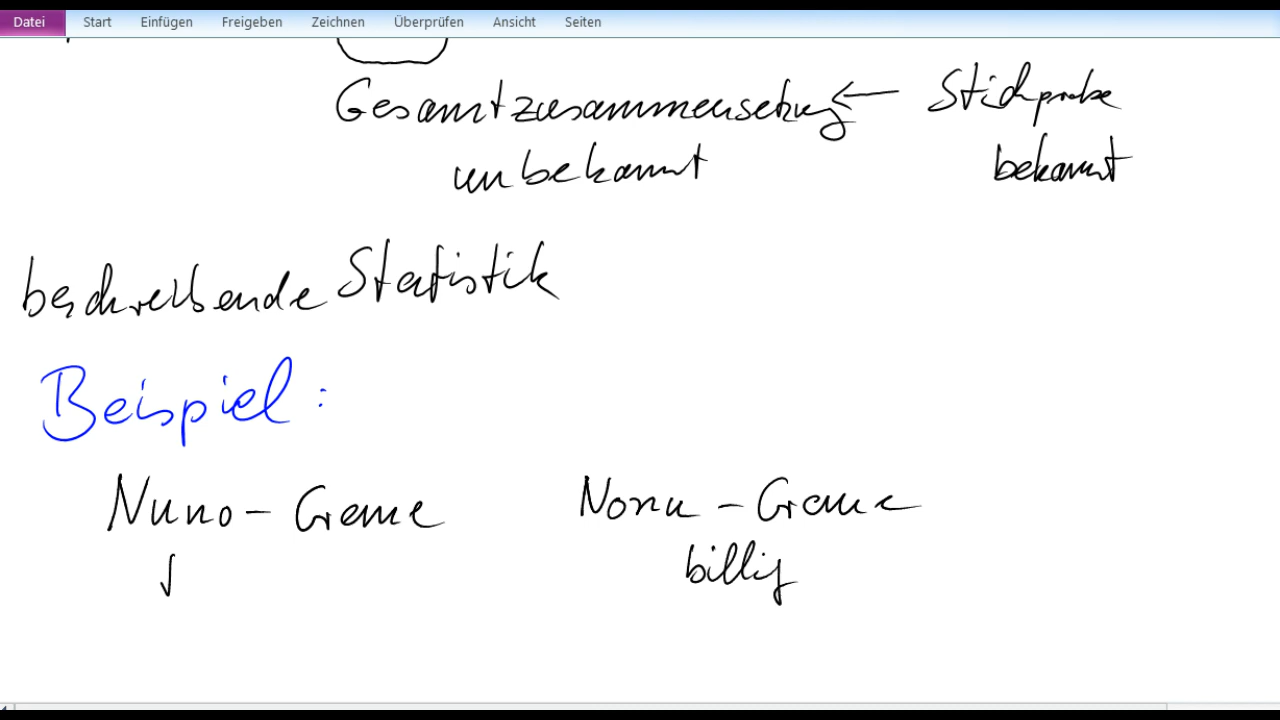 Datei Start Einfügen Freigeben Zeichnen Überprüfen Ansicht Seiten
Gesamtzusammensetzung ← Stichprobe
unbekannt bekannt
beschreibende Statistik
Beispiel:
Nuno-Creme Nonu-Creme
billig